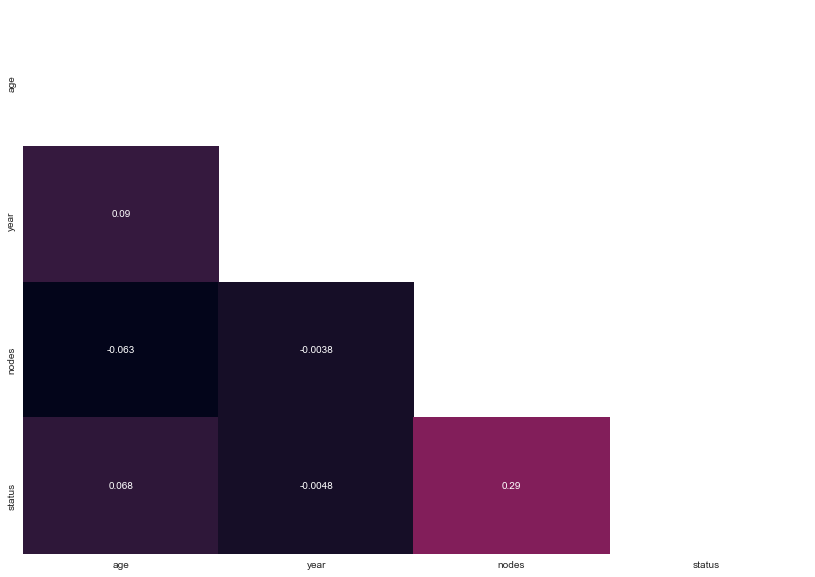 age
year
0.09
nodes
-0.063 -0.0038
status
0.068 -0.0048 0.29
age year nodes status